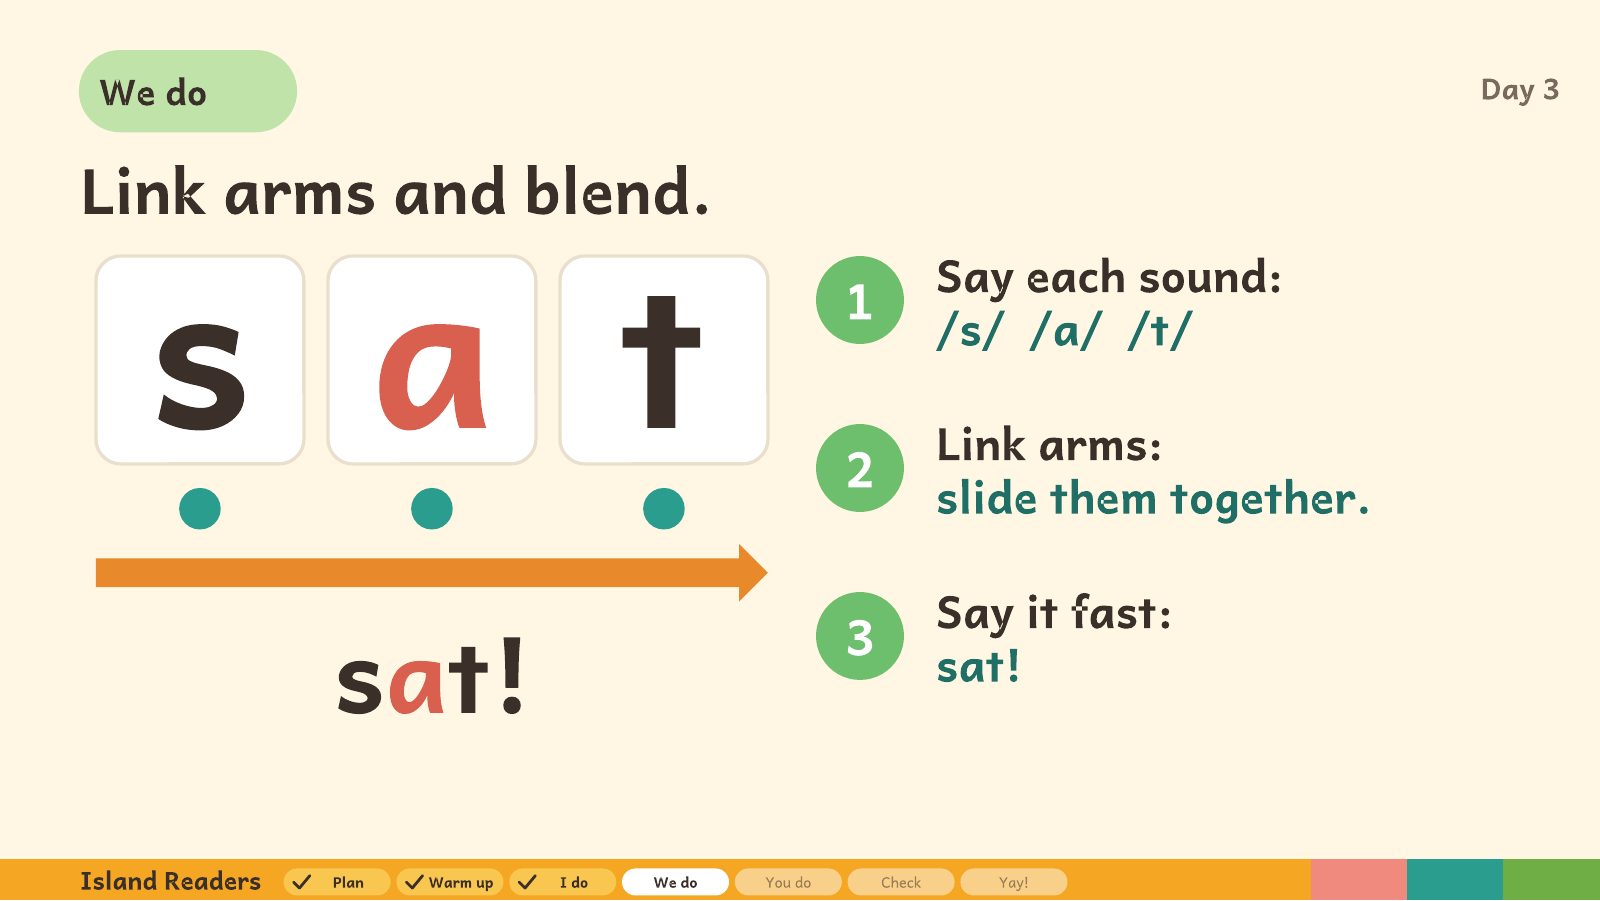 We do
Day 3
Link arms and blend.
s a t
sat!
1
Say each sound:
/s/ /a/ /t/
2
Link arms:
slide them together.
3
Say it fast:
sat!
Island Readers
Plan
Warm up
I do
We do
You do
Check
Yay!